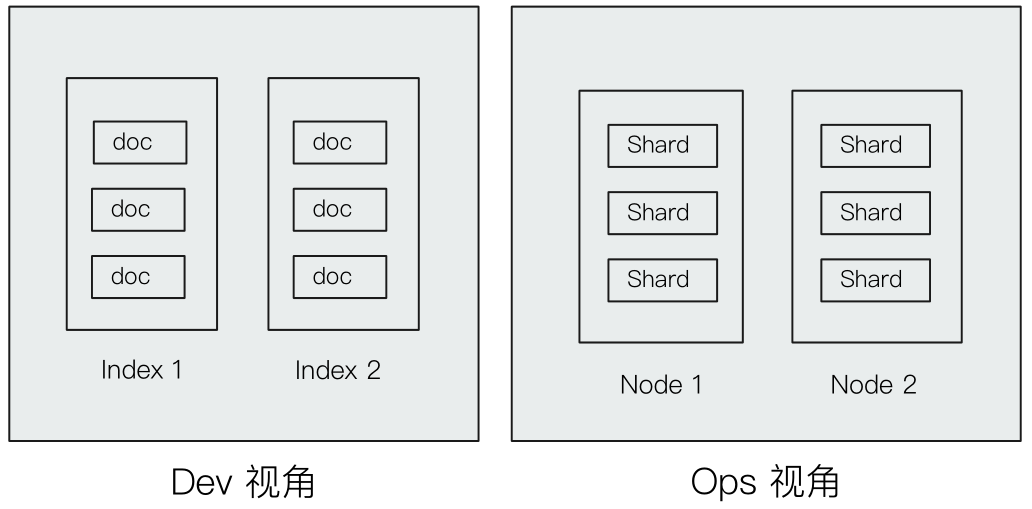 doc
doc
doc
Index 1
doc
doc
doc
Index 2
Dev 视角
Shard
Shard
Shard
Node 1
Shard
Shard
Shard
Node 2
Ops 视角